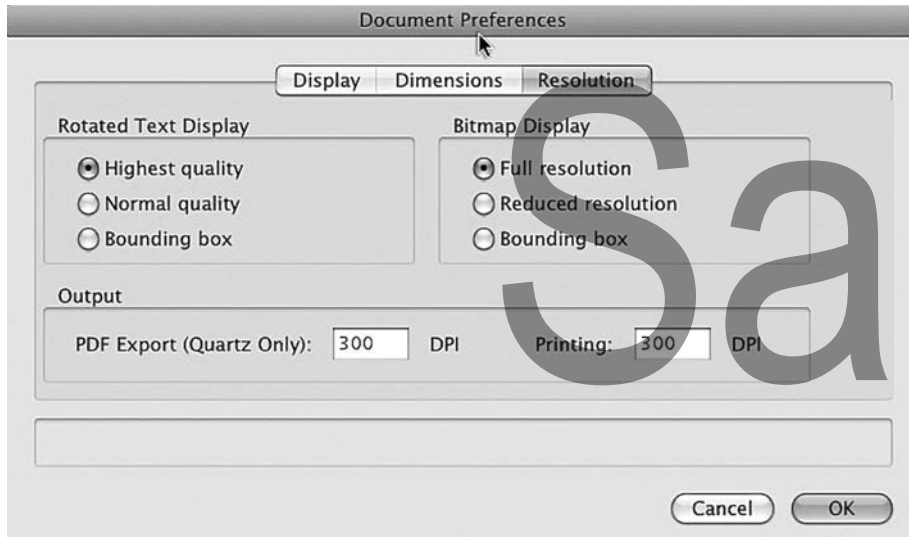 Document Preferences
Display Dimensions Resolution
Rotated Text Display
Highest quality
Normal quality
Bounding box
Bitmap Display
Full resolution
Reduced resolution
Bounding box
Output
PDF Export (Quartz Only): 300 DPI Printing: 300 DPI
Cancel OK
Sa